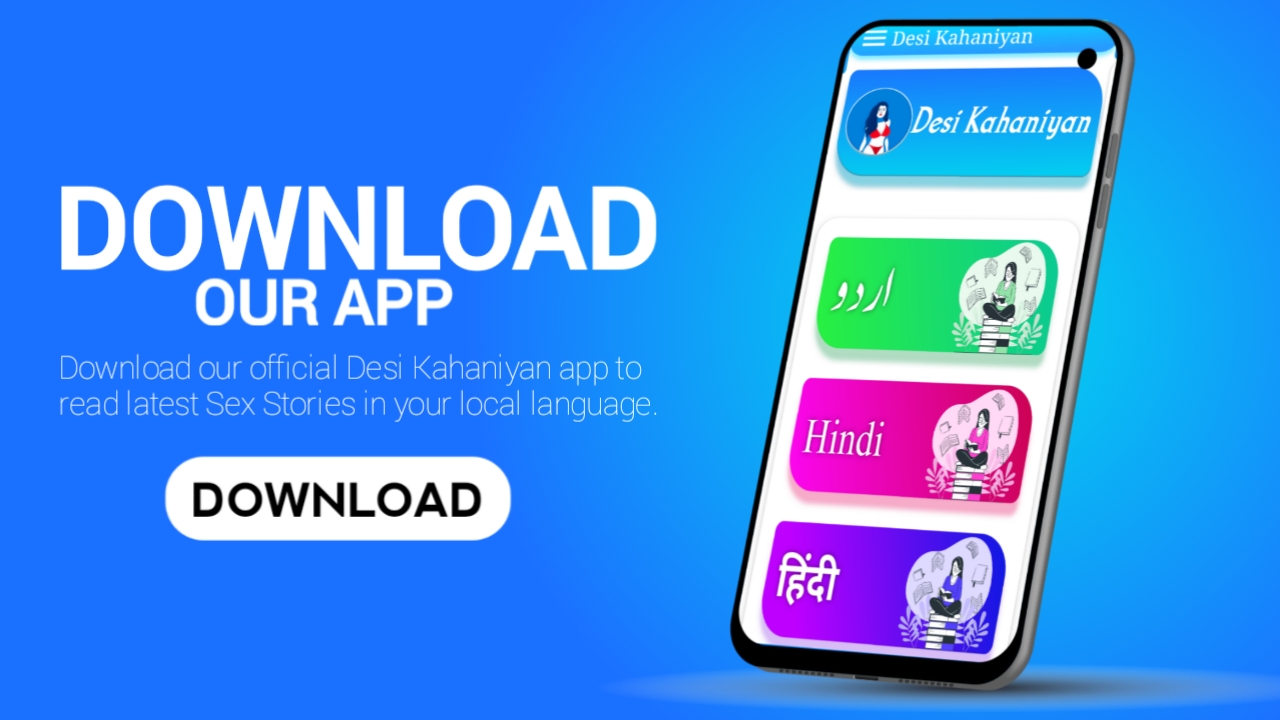 DOWNLOAD
OUR APP
Download our official Desi Kahaniyan app to
read latest Sex Stories in your local language.
DOWNLOAD
Desi Kahaniyan
Desi Kahaniyan
اردو
Hindi
हिंदी